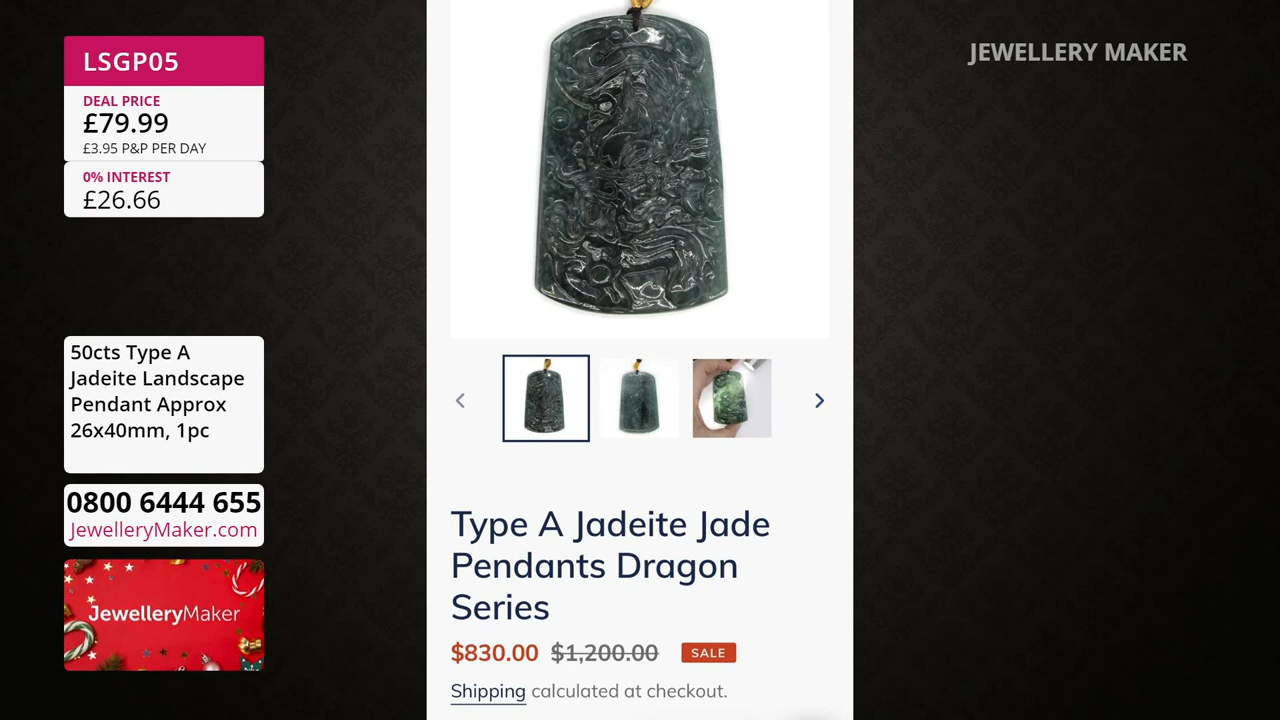 LSGP05
DEAL PRICE
£79.99
£3.95 P&P PER DAY
0% INTEREST
£26.66
50cts Type A
Jadeite Landscape
Pendant Approx
26x40mm, 1pc
0800 6444 655
JewelleryMaker.com
JewelleryMaker
Type A Jadeite Jade
Pendants Dragon
Series
$830.00 $1,200.00 SALE
Shipping calculated at checkout.
JEWELLERY MAKER